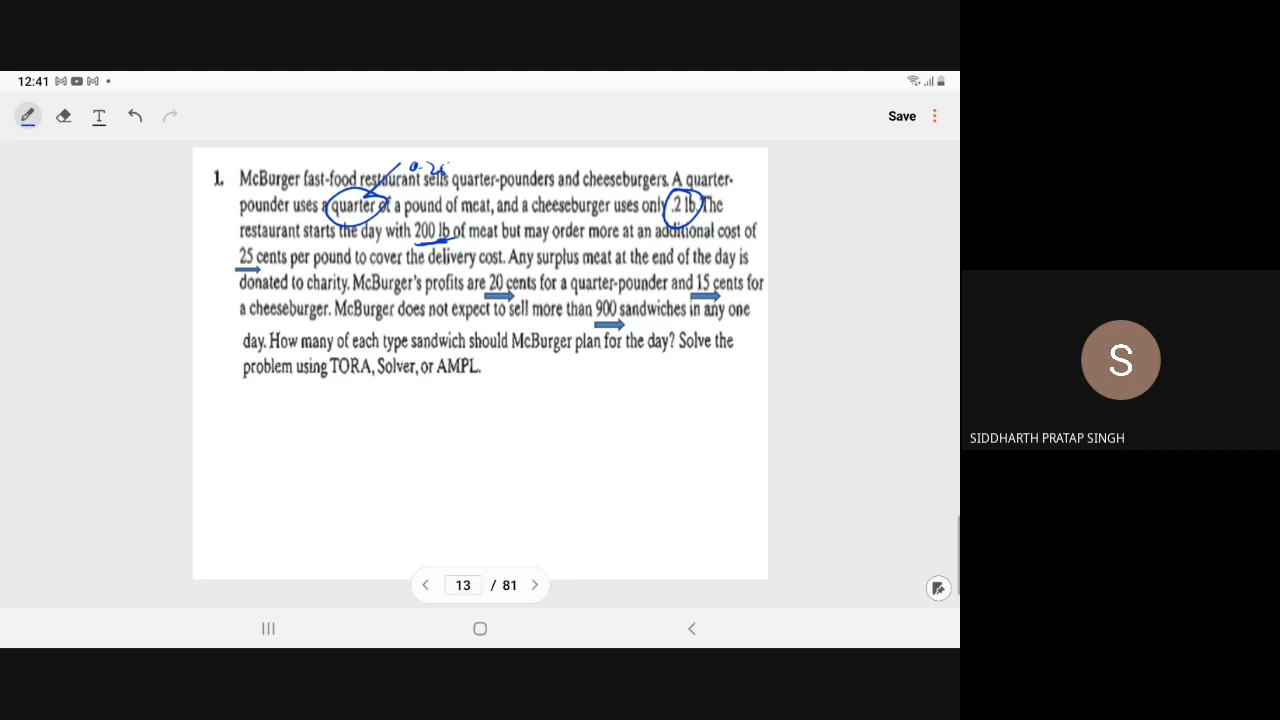 12:41
Save
0.25
1. McBurger fast-food restaurant sells quarter-pounders and cheeseburgers. A quarter-
pounder uses a quarter of a pound of meat, and a cheeseburger uses only .2 lb. The
restaurant starts the day with 200 lb of meat but may order more at an additional cost of
25 cents per pound to cover the delivery cost. Any surplus meat at the end of the day is
donated to charity. McBurger's profits are 20 cents for a quarter-pounder and 15 cents for
a cheeseburger. McBurger does not expect to sell more than 900 sandwiches in any one
day. How many of each type sandwich should McBurger plan for the day? Solve the
problem using TORA, Solver, or AMPL.
S
SIDDHARTH PRATAP SINGH
13 / 81